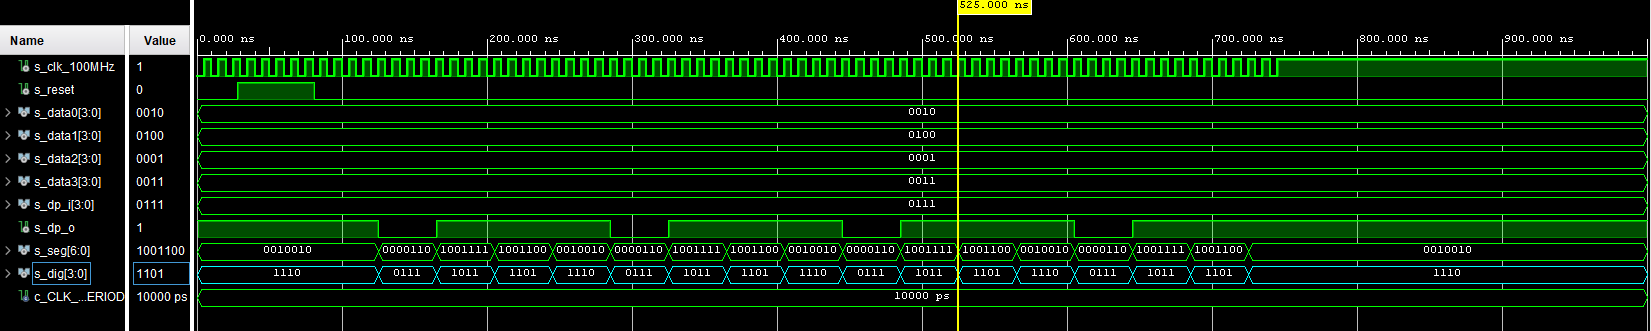 525.000 ns
Name Value 0.000 ns 100.000 ns 200.000 ns 300.000 ns 400.000 ns 500.000 ns 600.000 ns 700.000 ns 800.000 ns 900.000 ns
s_clk_100MHz 1
s_reset 0
s_data0[3:0] 0010 0010
s_data1[3:0] 0100 0100
s_data2[3:0] 0001 0001
s_data3[3:0] 0011 0011
s_dp_i[3:0] 0111 0111
s_dp_o 1
s_seg[6:0] 1001100 0010010 0000110 1001111 1001100 0010010 0000110 1001111 1001100 0010010 0000110 1001111 1001100 0010010 0000110 1001111 1001100 0010010
s_dig[3:0] 1101 1110 0111 1011 1101 1110 0111 1011 1101 1110 0111 1011 1101 1110 0111 1011 1101 1110
c_CLK_...ERIOD 10000 ps 10000 ps